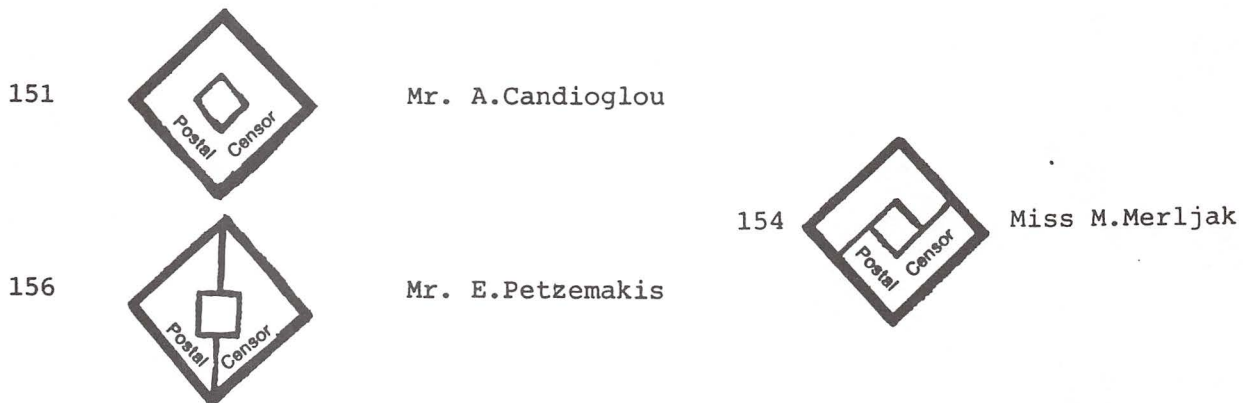 151
Postal Censor
Mr. A.Candioglou
154
Postal Censor
Miss M.Merljak
156
Postal Censor
Mr. E.Petzemakis